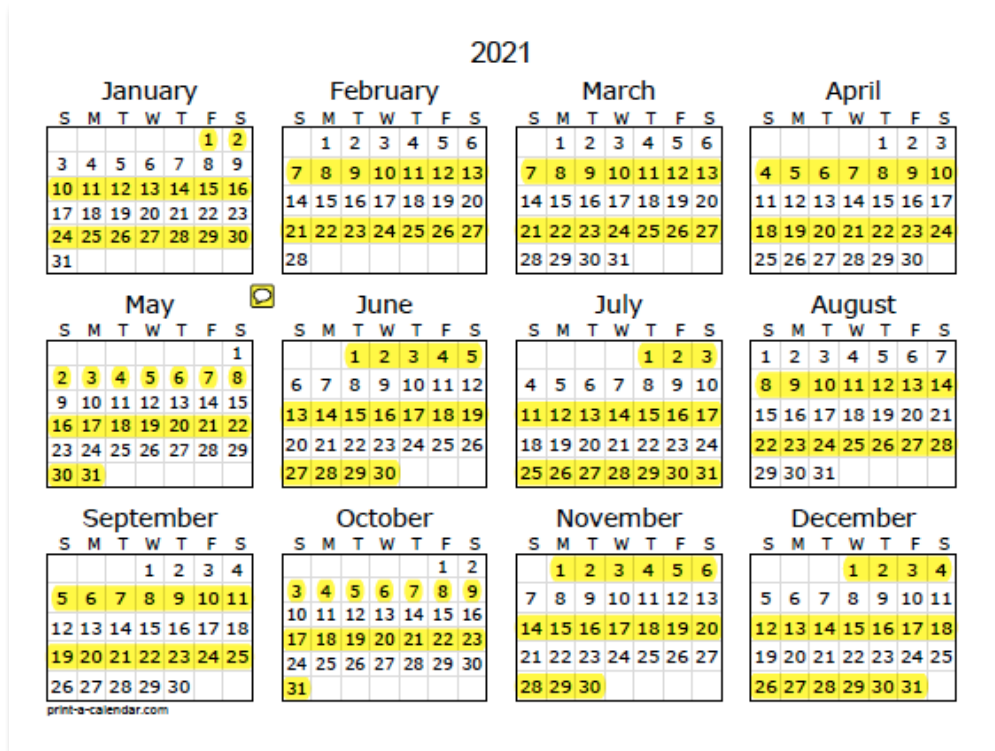 2021
January February March April
S M T W T F S S M T W T F S S M T W T F S S M T W T F S
1 2 1 2 3 4 5 6 1 2 3 4 5 6 1 2 3
3 4 5 6 7 8 9 7 8 9 10 11 12 13 7 8 9 10 11 12 13 4 5 6 7 8 9 10
10 11 12 13 14 15 16 14 15 16 17 18 19 20 14 15 16 17 18 19 20 11 12 13 14 15 16 17
17 18 19 20 21 22 23 21 22 23 24 25 26 27 21 22 23 24 25 26 27 18 19 20 21 22 23 24
24 25 26 27 28 29 30 28 28 29 30 31 25 26 27 28 29 30
31
May June July August
S M T W T F S S M T W T F S S M T W T F S S M T W T F S
1 1 2 3 4 5 1 2 3 1 2 3 4 5 6 7
2 3 4 5 6 7 8 6 7 8 9 10 11 12 4 5 6 7 8 9 10 8 9 10 11 12 13 14
9 10 11 12 13 14 15 13 14 15 16 17 18 19 11 12 13 14 15 16 17 15 16 17 18 19 20 21
16 17 18 19 20 21 22 20 21 22 23 24 25 26 18 19 20 21 22 23 24 22 23 24 25 26 27 28
23 24 25 26 27 28 29 27 28 29 30 25 26 27 28 29 30 31 29 30 31
30 31
September October November December
S M T W T F S S M T W T F S S M T W T F S S M T W T F S
1 2 3 4 1 2 1 2 3 4 5 6 1 2 3 4
5 6 7 8 9 10 11 3 4 5 6 7 8 9 7 8 9 10 11 12 13 5 6 7 8 9 10 11
12 13 14 15 16 17 18 10 11 12 13 14 15 16 14 15 16 17 18 19 20 12 13 14 15 16 17 18
19 20 21 22 23 24 25 17 18 19 20 21 22 23 21 22 23 24 25 26 27 19 20 21 22 23 24 25
26 27 28 29 30 24 25 26 27 28 29 30 28 29 30 26 27 28 29 30 31
31
print-a-calendar.com